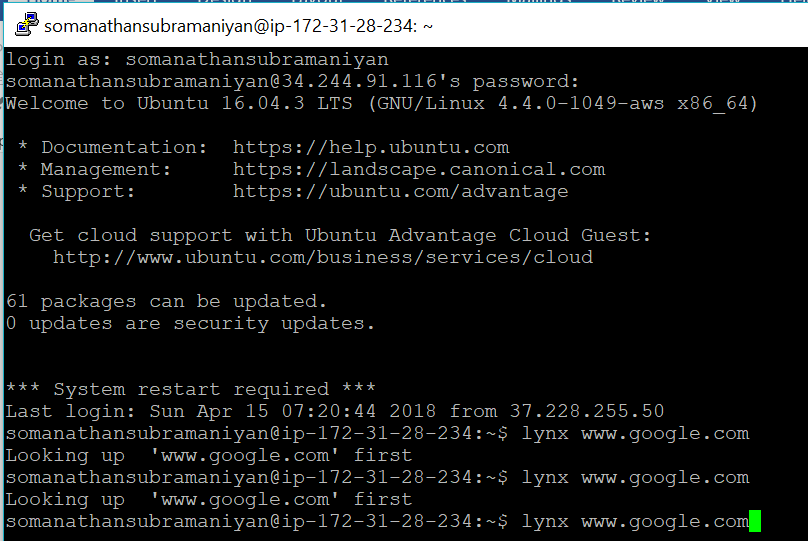 somanathansubramaniyan@ip-172-31-28-234: ~
login as: somanathansubramaniyan
somanathansubramaniyan@34.244.91.116's password:
Welcome to Ubuntu 16.04.3 LTS (GNU/Linux 4.4.0-1049-aws x86_64)
* Documentation:  https://help.ubuntu.com
* Management:     https://landscape.canonical.com
* Support:        https://ubuntu.com/advantage
Get cloud support with Ubuntu Advantage Cloud Guest:
http://www.ubuntu.com/business/services/cloud
61 packages can be updated.
0 updates are security updates.
*** System restart required ***
Last login: Sun Apr 15 07:20:44 2018 from 37.228.255.50
somanathansubramaniyan@ip-172-31-28-234:~$ lynx www.google.com
Looking up  'www.google.com' first
somanathansubramaniyan@ip-172-31-28-234:~$ lynx www.google.com
Looking up  'www.google.com' first
somanathansubramaniyan@ip-172-31-28-234:~$ lynx www.google.com